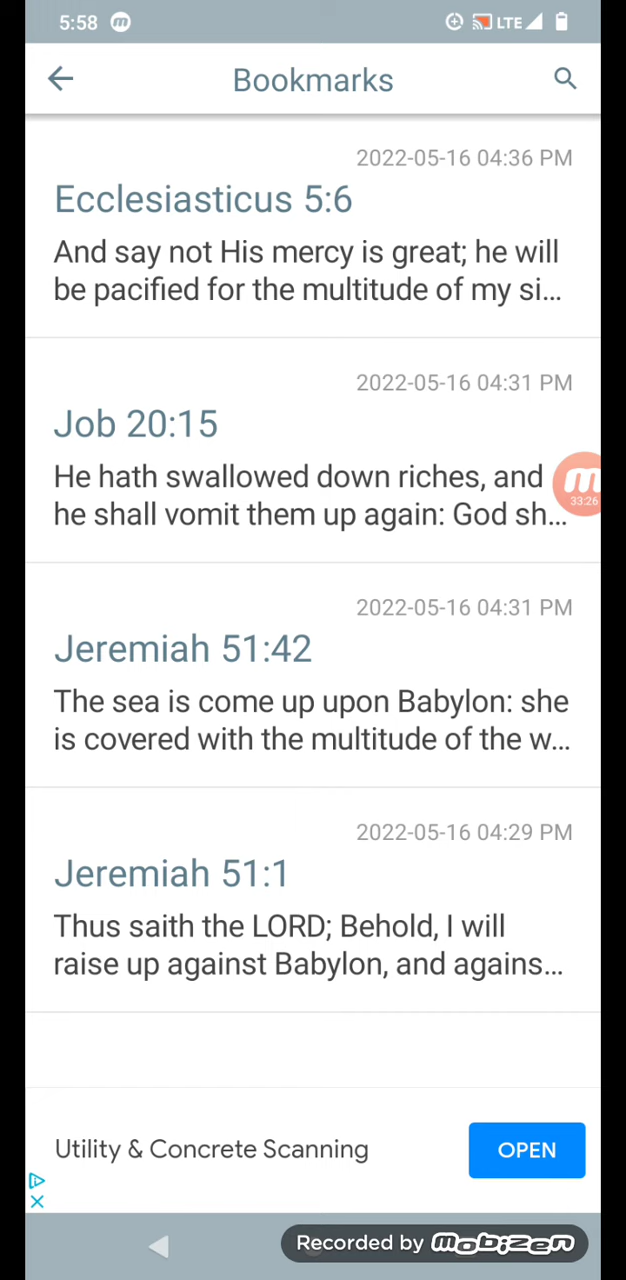 5:58 m LTE
Bookmarks
2022-05-16 04:36 PM
Ecclesiasticus 5:6
And say not His mercy is great; he will
be pacified for the multitude of my si...
2022-05-16 04:31 PM
Job 20:15
He hath swallowed down riches, and
he shall vomit them up again: God sh...
m
33:26
2022-05-16 04:31 PM
Jeremiah 51:42
The sea is come up upon Babylon: she
is covered with the multitude of the w...
2022-05-16 04:29 PM
Jeremiah 51:1
Thus saith the LORD; Behold, I will
raise up against Babylon, and agains...
Utility & Concrete Scanning
OPEN
Recorded by mobizen